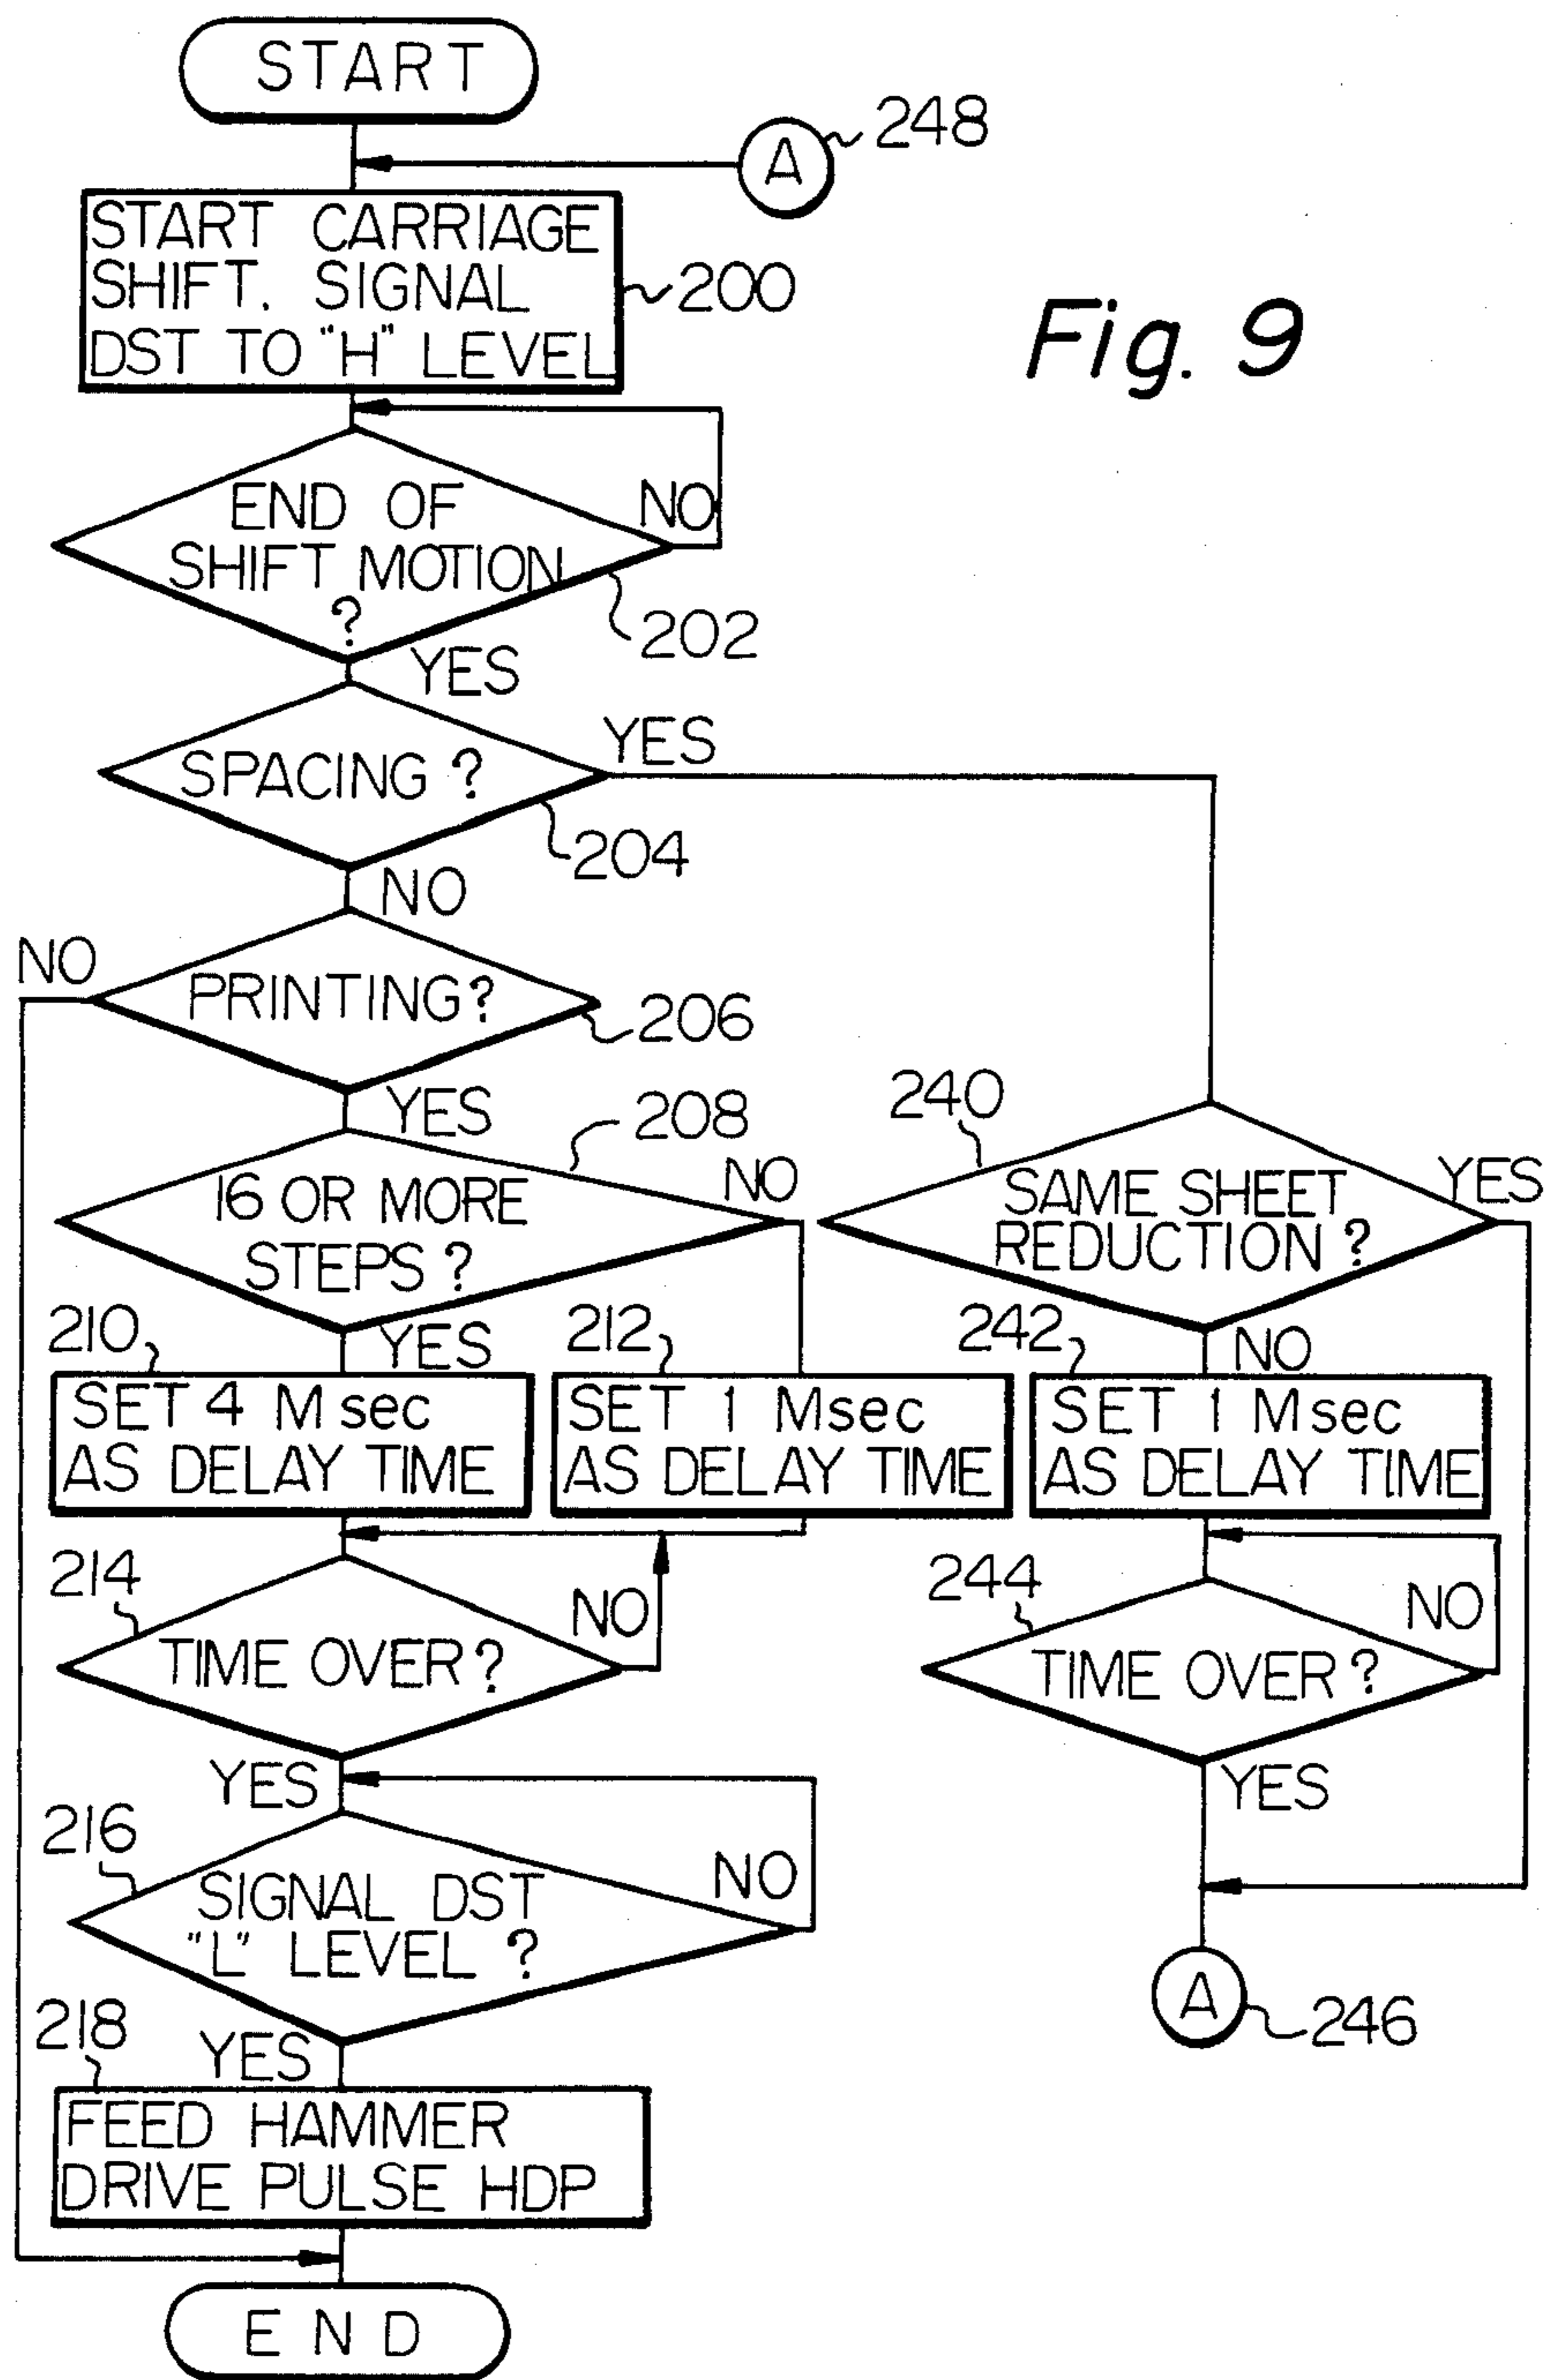 START
A
248
START CARRIAGE
SHIFT. SIGNAL
DST TO "H" LEVEL
200
Fig. 9
END OF
SHIFT MOTION
?
NO
202
YES
SPACING ?
YES
204
NO
NO
PRINTING?
206
YES
208
16 OR MORE
STEPS ?
NO
240
SAME SHEET
REDUCTION ?
YES
210
YES
212
242
NO
SET 4 Msec
AS DELAY TIME
SET 1 Msec
AS DELAY TIME
SET 1 Msec
AS DELAY TIME
214
TIME OVER?
NO
244
TIME OVER ?
NO
YES
YES
216
SIGNAL DST
"L" LEVEL ?
NO
A
246
218
YES
FEED HAMMER
DRIVE PULSE HDP
END